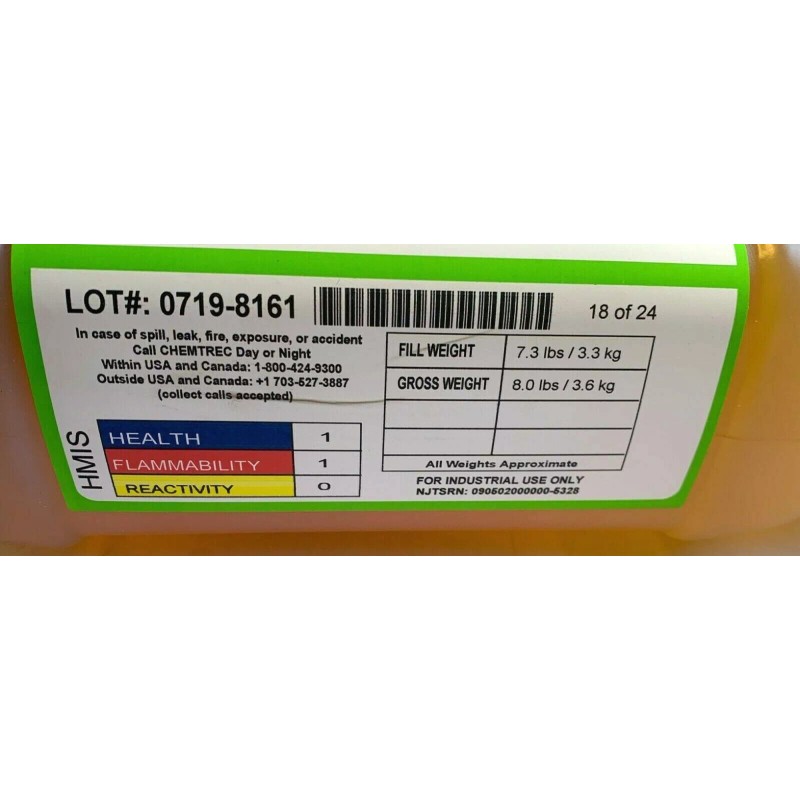 LOT#: 0719-8161
18 of 24
In case of spill, leak, fire, exposure, or accident
Call CHEMTREC Day or Night
Within USA and Canada: 1-800-424-9300
Outside USA and Canada: +1 703-527-3887
(collect calls accepted)
FILL WEIGHT 7.3 lbs / 3.3 kg
GROSS WEIGHT 8.0 lbs / 3.6 kg
All Weights Approximate
HMIS
HEALTH 1
FLAMMABILITY 1
REACTIVITY 0
FOR INDUSTRIAL USE ONLY
NJTSRN: 090502000000-5328